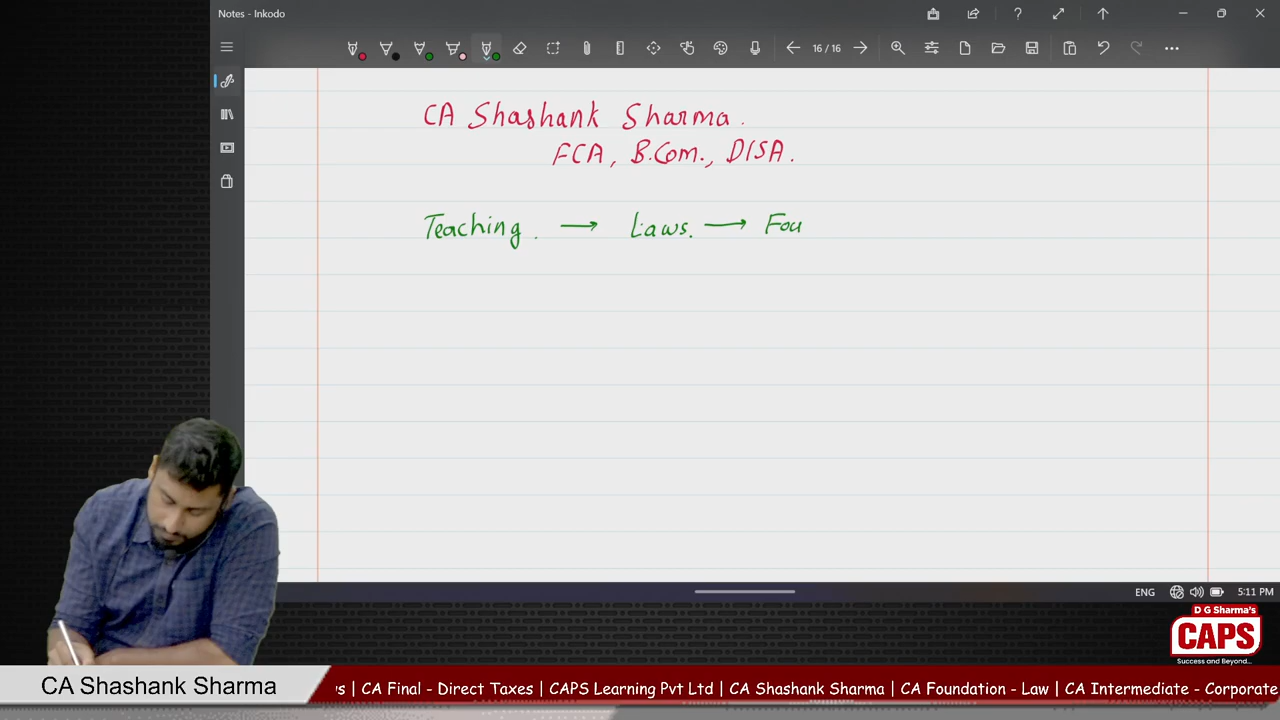 Notes - Inkodo
16 / 16
CA Shashank Sharma.
FCA, B.Com., DISA.
Teaching. → Laws. → Fou
ENG 5:11 PM
D G Sharma's
CAPS
Success and Beyond...
CA Shashank Sharma
s | CA Final - Direct Taxes | CAPS Learning Pvt Ltd | CA Shashank Sharma | CA Foundation - Law | CA Intermediate - Corporate